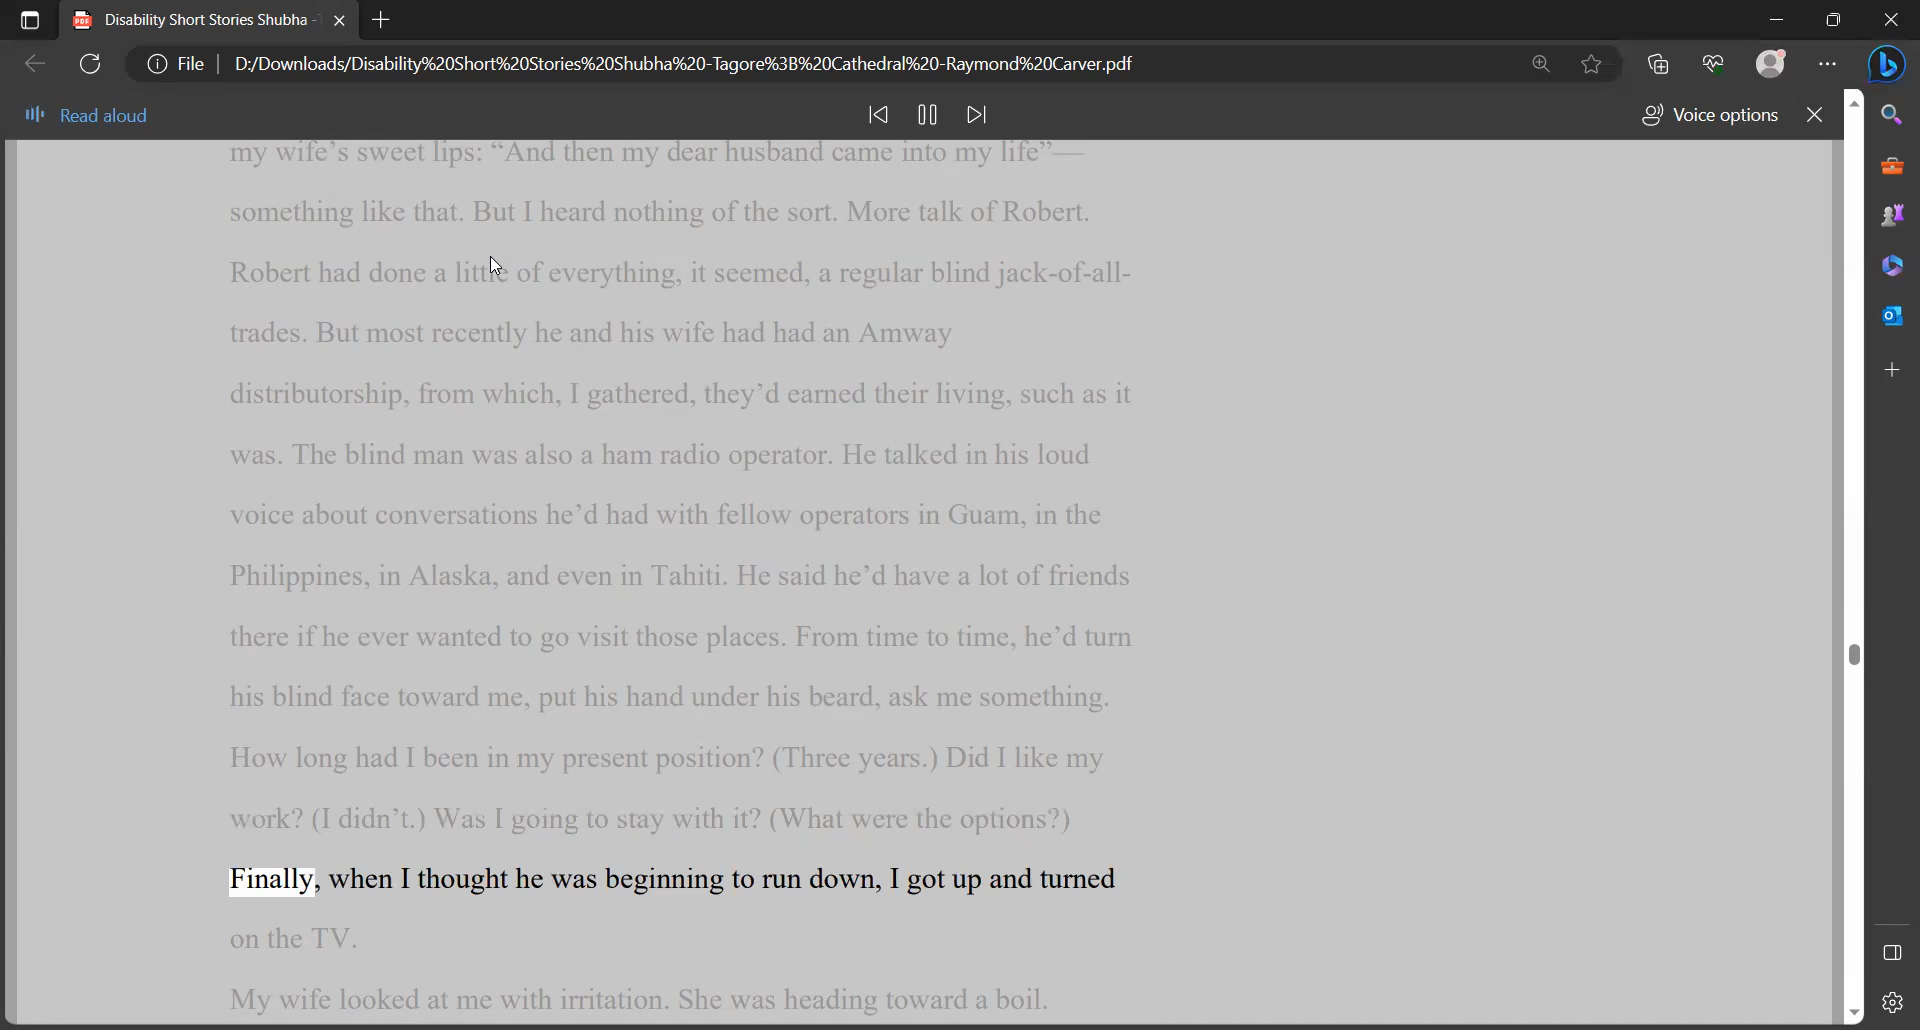 Disability Short Stories Shubha -
File
D:/Downloads/Disability%20Short%20Stories%20Shubha%20-Tagore%3B%20Cathedral%20-Raymond%20Carver.pdf
Read aloud
Voice options
my wife’s sweet lips: “And then my dear husband came into my life”—
something like that. But I heard nothing of the sort. More talk of Robert.
Robert had done a little of everything, it seemed, a regular blind jack-of-all-
trades. But most recently he and his wife had had an Amway
distributorship, from which, I gathered, they’d earned their living, such as it
was. The blind man was also a ham radio operator. He talked in his loud
voice about conversations he’d had with fellow operators in Guam, in the
Philippines, in Alaska, and even in Tahiti. He said he’d have a lot of friends
there if he ever wanted to go visit those places. From time to time, he’d turn
his blind face toward me, put his hand under his beard, ask me something.
How long had I been in my present position? (Three years.) Did I like my
work? (I didn’t.) Was I going to stay with it? (What were the options?)
Finally, when I thought he was beginning to run down, I got up and turned
on the TV.
My wife looked at me with irritation. She was heading toward a boil.